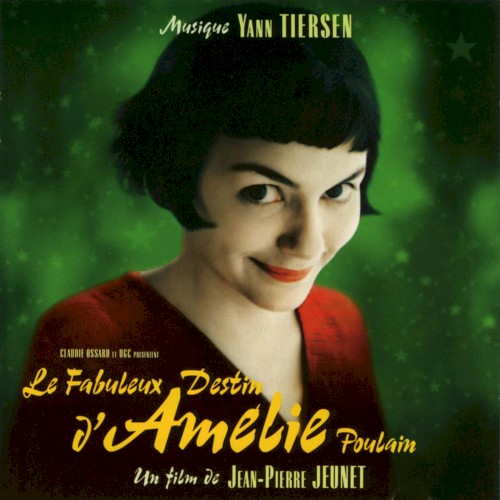 Musique Yann TIERSEN
CLAUDIE OSSARD ET UGC PRÉSENTENT
Le Fabuleux Destin
d'Amélie Poulain
Un film de Jean-Pierre JEUNET